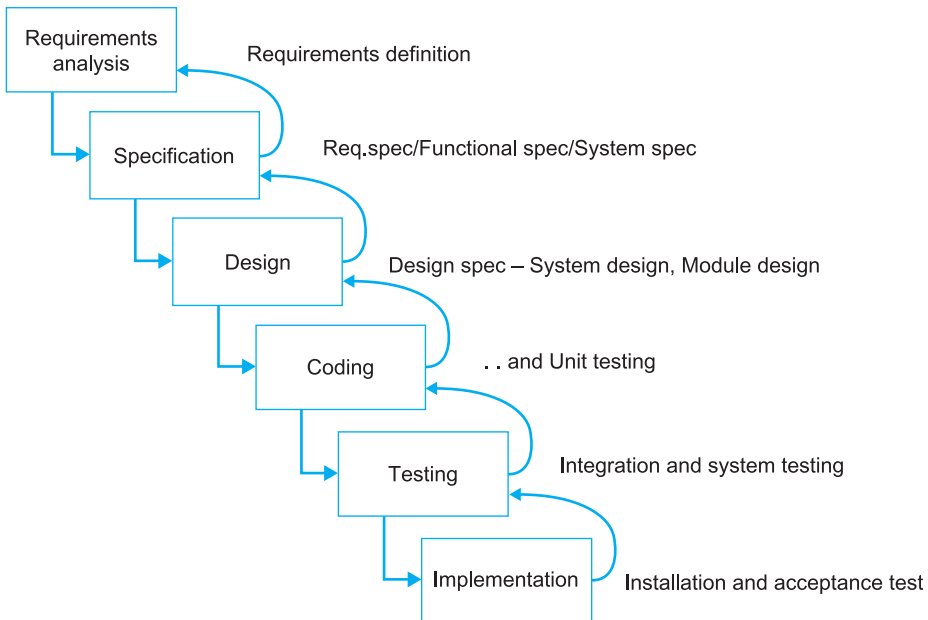 Requirements
analysis
Requirements definition
Specification
Req.spec/Functional spec/System spec
Design
Design spec – System design, Module design
Coding
. . and Unit testing
Testing
Integration and system testing
Implementation
Installation and acceptance test